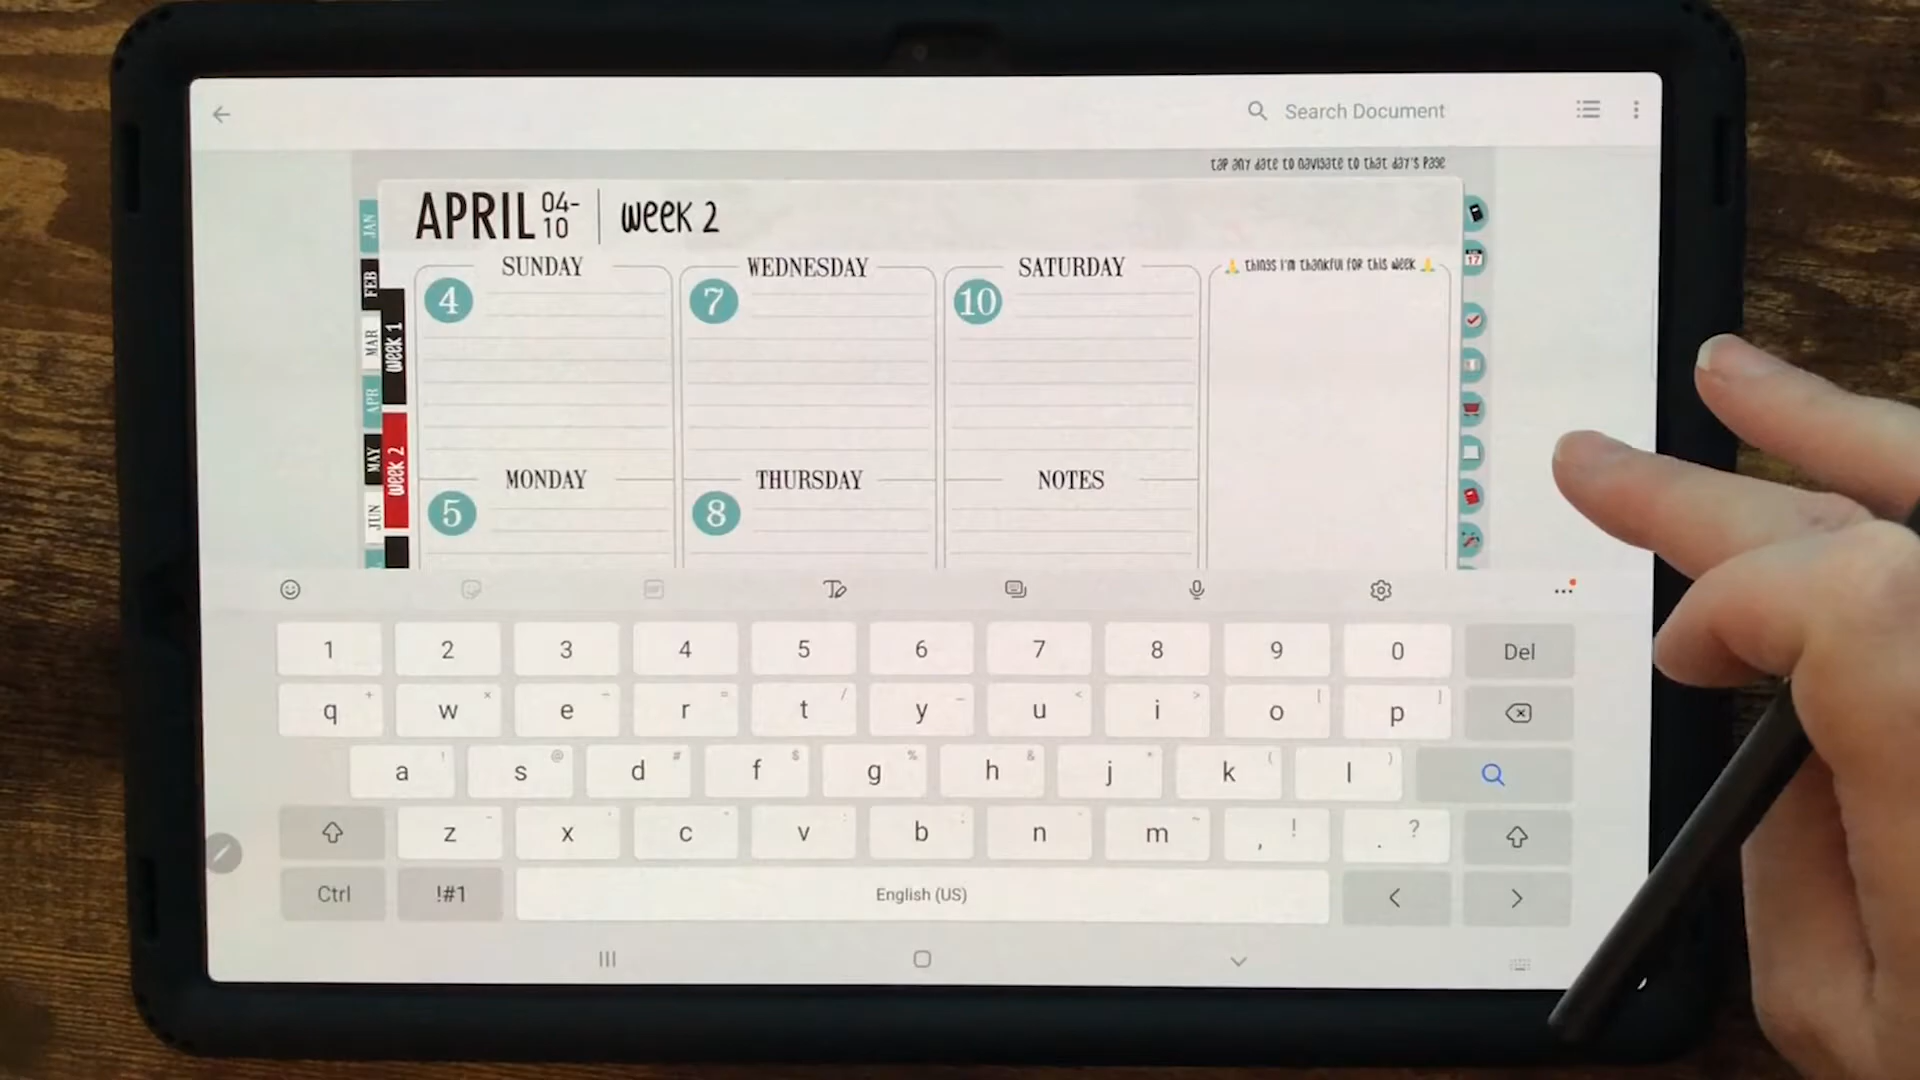 Search Document
tap any date to navigate to that day's page
APRIL 04-10 | week 2
SUNDAY
4
WEDNESDAY
7
SATURDAY
10
things i'm thankful for this week
MONDAY
5
THURSDAY
8
NOTES
JAN
FEB
MAR
APR
MAY
JUN
week 1
week 2
17
1 2 3 4 5 6 7 8 9 0 Del
q + w × e r = t / y _ u < i > o [ p ]
a ! s @ d # f $ g % h & j * k ( l )
z - x ' c " v : b ; n m ~ , ! . ?
Ctrl !#1 English (US) < >